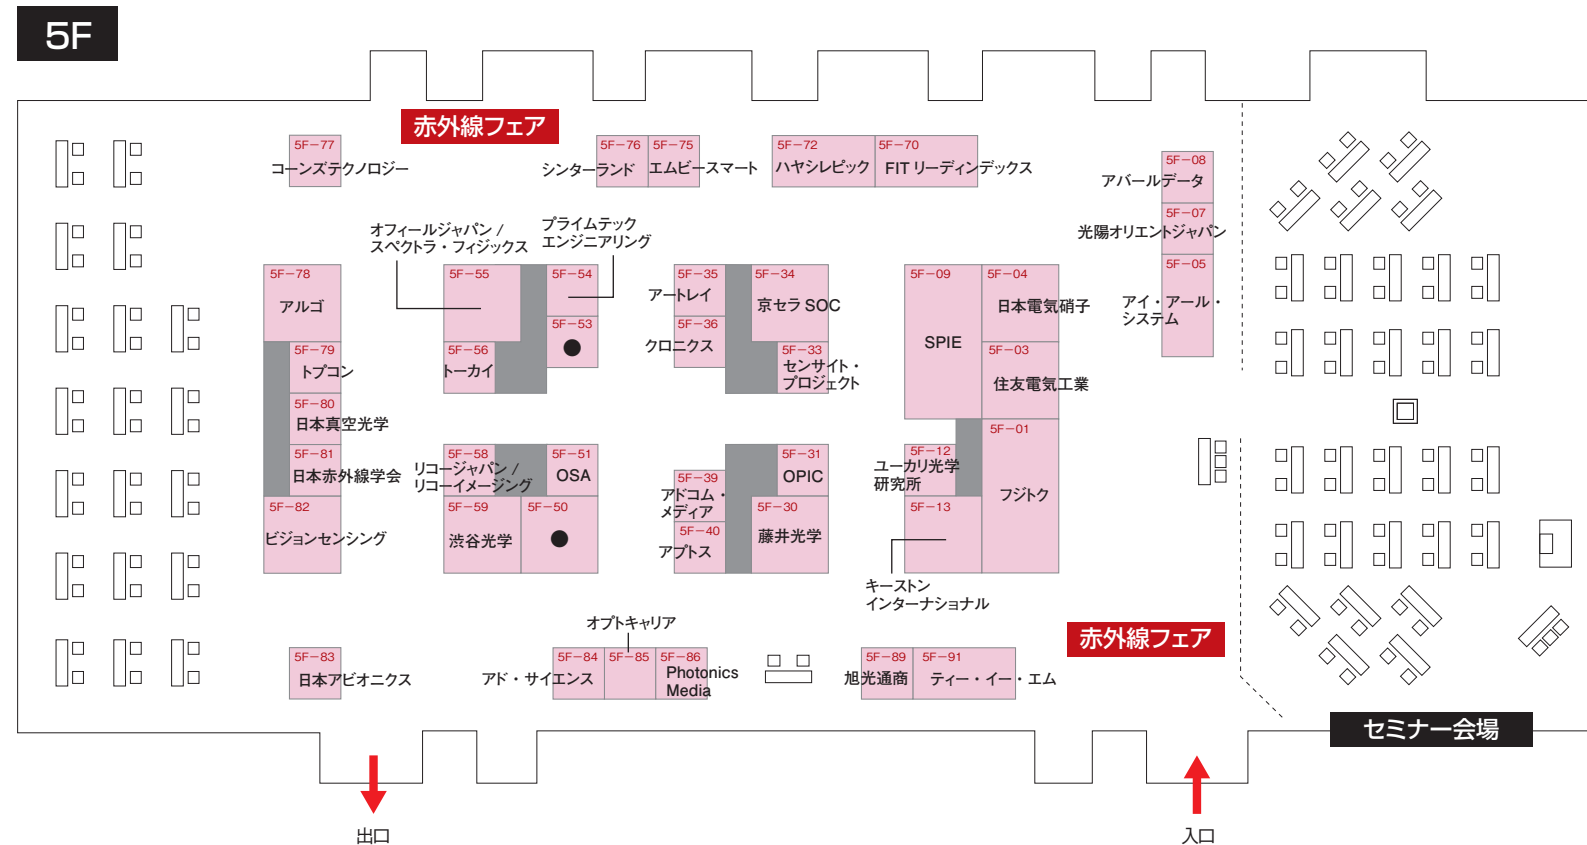 5F
赤外線フェア
5F-77
コーンズテクノロジー
5F-76
シンターランド
5F-75
エムビースマート
5F-72
ハヤシレピック
5F-70
FIT リーディンデックス
5F-08
アバールデータ
5F-07
光陽オリエントジャパン
5F-05
アイ・アール・
システム
オフィールジャパン /
スペクトラ・フィジックス
プライムテック
エンジニアリング
5F-78
アルゴ
5F-79
トプコン
5F-80
日本真空光学
5F-81
日本赤外線学会
5F-82
ビジョンセンシング
5F-55
5F-54
5F-53
5F-56
トーカイ
5F-35
アートレイ
5F-36
クロニクス
5F-34
京セラ SOC
5F-33
センサイト・
プロジェクト
5F-09
SPIE
5F-04
日本電気硝子
5F-03
住友電気工業
5F-01
フジトク
5F-12
ユーカリ光学
研究所
5F-13
キーストン
インターナショナル
5F-58
リコージャパン /
リコーイメージング
5F-51
OSA
5F-59
渋谷光学
5F-50
5F-39
アドコム・
メディア
5F-40
アプトス
5F-31
OPIC
5F-30
藤井光学
オプトキャリア
5F-83
日本アビオニクス
5F-84
アド・サイエンス
5F-85
5F-86
Photonics
Media
5F-89
旭光通商
5F-91
ティー・イー・エム
赤外線フェア
セミナー会場
出口
入口